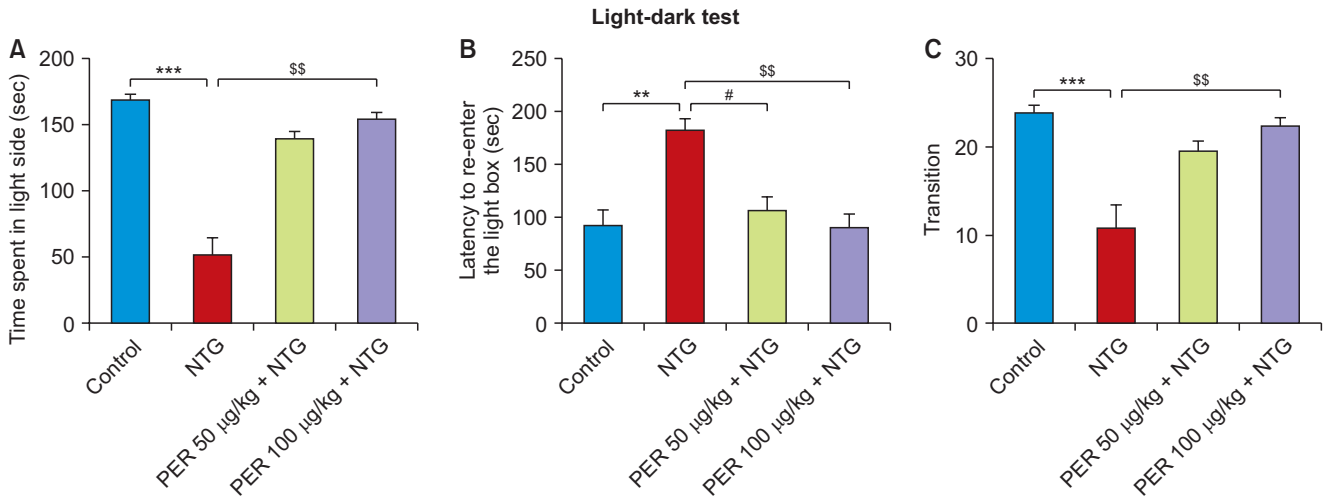 Light-dark test
A
Time spent in light side (sec)
200
150
100
50
0
***
$$
Control
NTG
PER 50 µg/kg + NTG
PER 100 µg/kg + NTG
B
Latency to re-enter
the light box (sec)
250
200
150
100
50
0
**
#
$$
Control
NTG
PER 50 µg/kg + NTG
PER 100 µg/kg + NTG
C
Transition
30
20
10
0
***
$$
Control
NTG
PER 50 µg/kg + NTG
PER 100 µg/kg + NTG